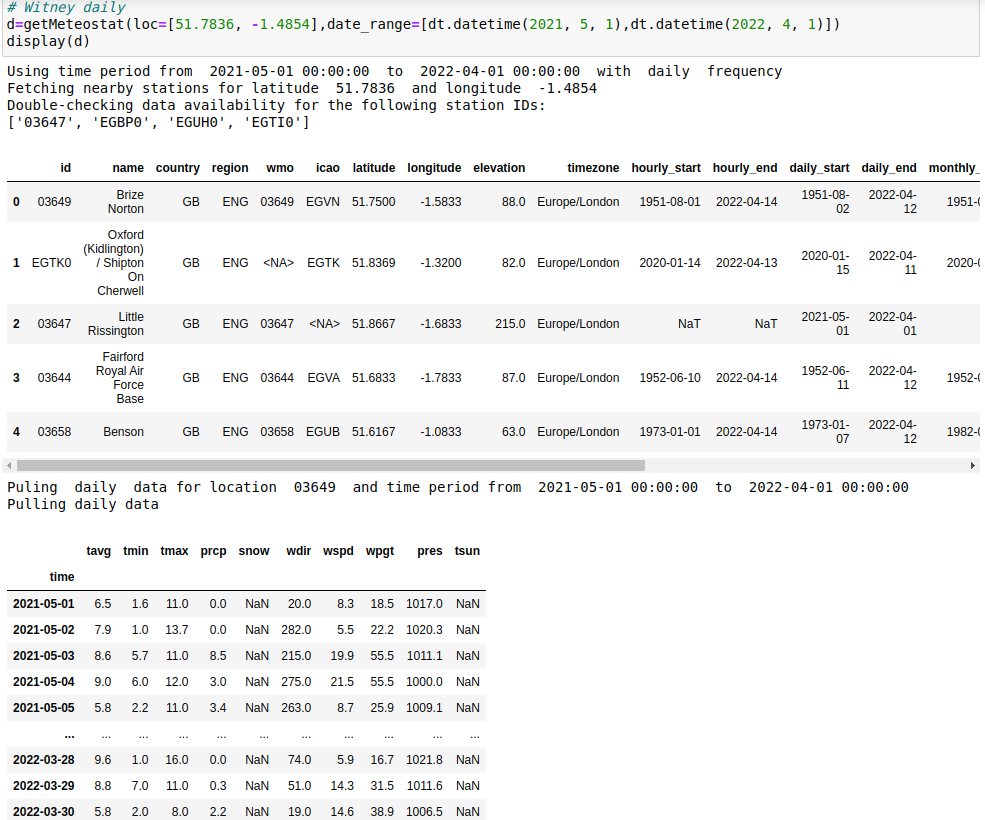 # Witney daily
d=getMeteostat(loc=[51.7836, -1.4854],date_range=[dt.datetime(2021, 5, 1),dt.datetime(2022, 4, 1)])
display(d)
Using time period from  2021-05-01 00:00:00  to  2022-04-01 00:00:00  with  daily  frequency
Fetching nearby stations for latitude  51.7836  and longitude  -1.4854
Double-checking data availability for the following station IDs:
['03647', 'EGBP0', 'EGUH0', 'EGTI0']
id name country region wmo icao latitude longitude elevation timezone hourly_start hourly_end daily_start daily_end monthly_
0 03649 Brize Norton GB ENG 03649 EGVN 51.7500 -1.5833 88.0 Europe/London 1951-08-01 2022-04-14 1951-08-02 2022-04-12 1951-0
1 EGTK0 Oxford (Kidlington) / Shipton On Cherwell GB ENG <NA> EGTK 51.8369 -1.3200 82.0 Europe/London 2020-01-14 2022-04-13 2020-01-15 2022-04-11 2020-0
2 03647 Little Rissington GB ENG 03647 <NA> 51.8667 -1.6833 215.0 Europe/London NaT NaT 2021-05-01 2022-04-01
3 03644 Fairford Royal Air Force Base GB ENG 03644 EGVA 51.6833 -1.7833 87.0 Europe/London 1952-06-10 2022-04-14 1952-06-11 2022-04-12 1952-0
4 03658 Benson GB ENG 03658 EGUB 51.6167 -1.0833 63.0 Europe/London 1973-01-01 2022-04-14 1973-01-07 2022-04-12 1982-0
Puling  daily  data for location  03649  and time period from  2021-05-01 00:00:00  to  2022-04-01 00:00:00
Pulling daily data
tavg tmin tmax prcp snow wdir wspd wpgt pres tsun
time
2021-05-01 6.5 1.6 11.0 0.0 NaN 20.0 8.3 18.5 1017.0 NaN
2021-05-02 7.9 1.0 13.7 0.0 NaN 282.0 5.5 22.2 1020.3 NaN
2021-05-03 8.6 5.7 11.0 8.5 NaN 215.0 19.9 55.5 1011.1 NaN
2021-05-04 9.0 6.0 12.0 3.0 NaN 275.0 21.5 55.5 1000.0 NaN
2021-05-05 5.8 2.2 11.0 3.4 NaN 263.0 8.7 25.9 1009.1 NaN
... ... ... ... ... ... ... ... ... ... ...
2022-03-28 9.6 1.0 16.0 0.0 NaN 74.0 5.9 16.7 1021.8 NaN
2022-03-29 8.8 7.0 11.0 0.3 NaN 51.0 14.3 31.5 1011.6 NaN
2022-03-30 5.8 2.0 8.0 2.2 NaN 19.0 14.6 38.9 1006.5 NaN